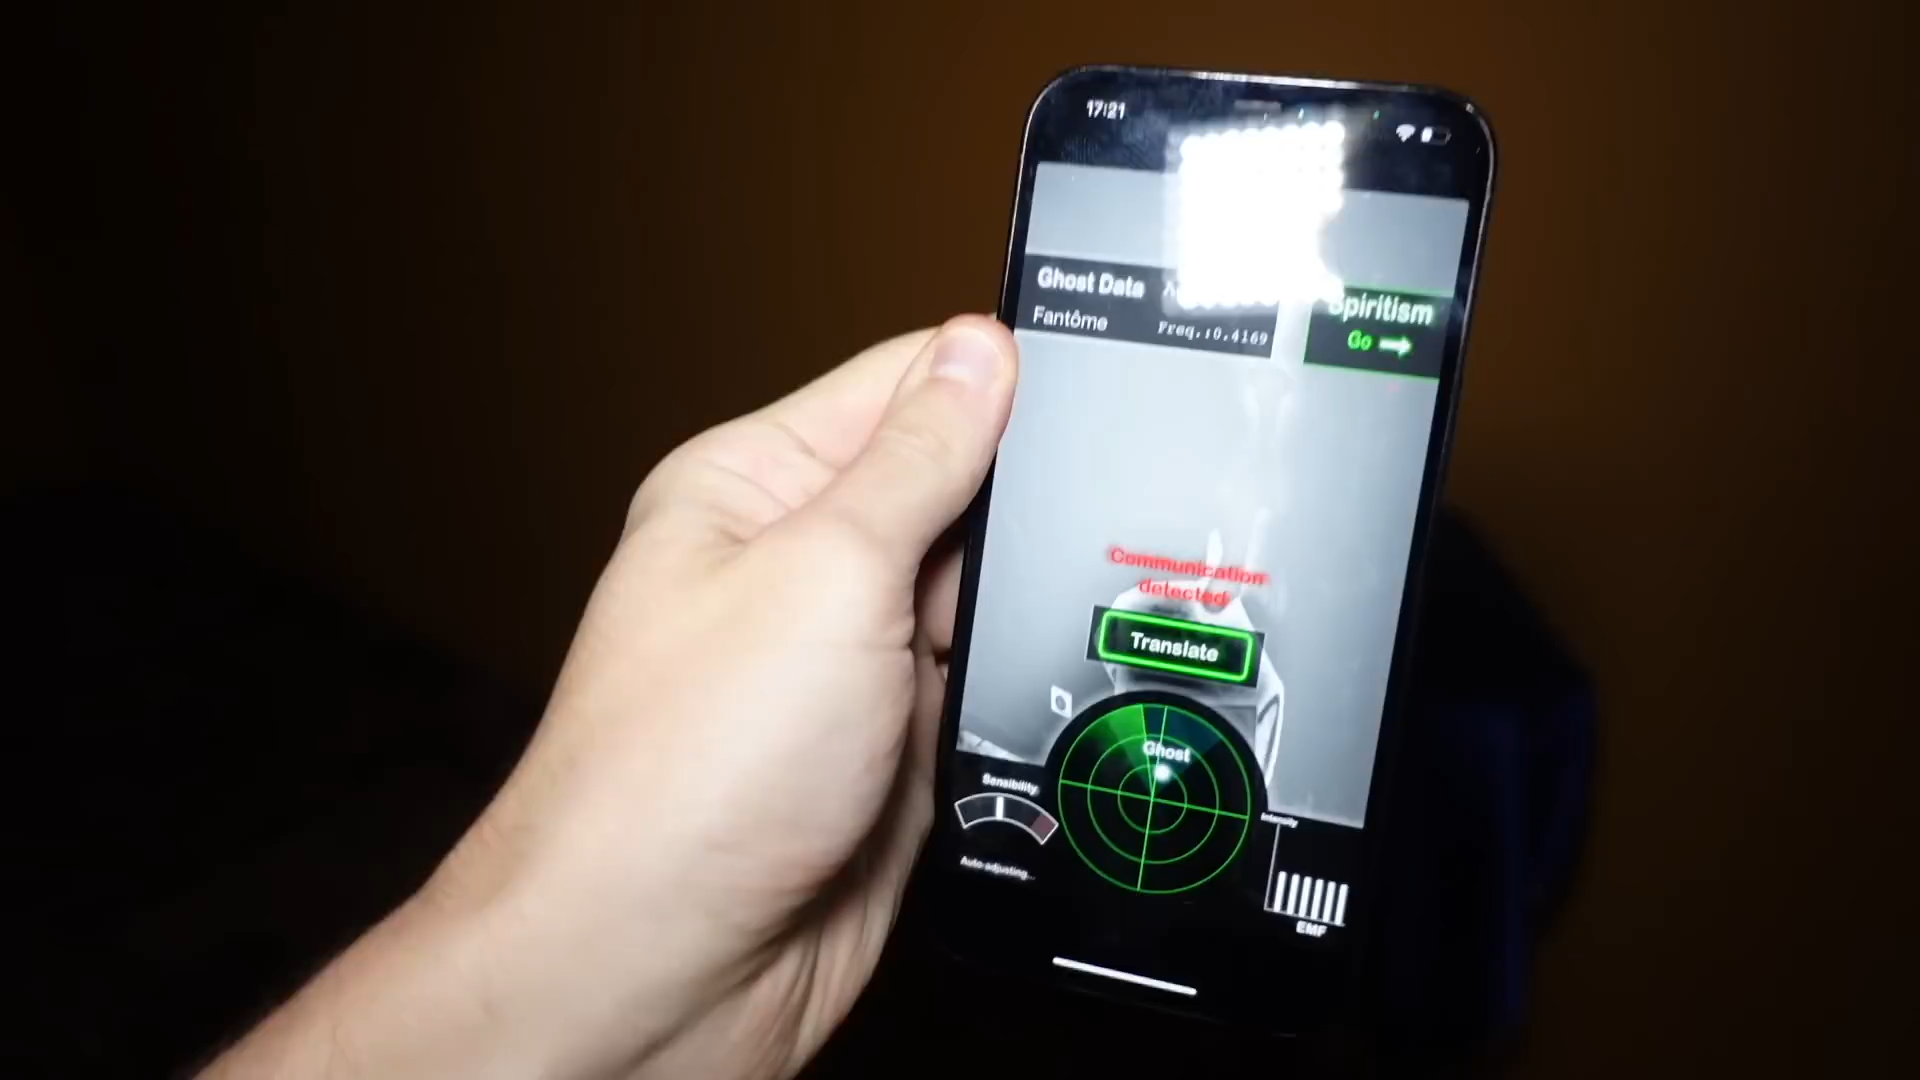 17:21
Ghost Data
Fantôme
Freq.:0.4169
Spiritism
Go
Communication
detected
Translate
Ghost
Sensibility
Auto adjusting...
Intensity
EMF